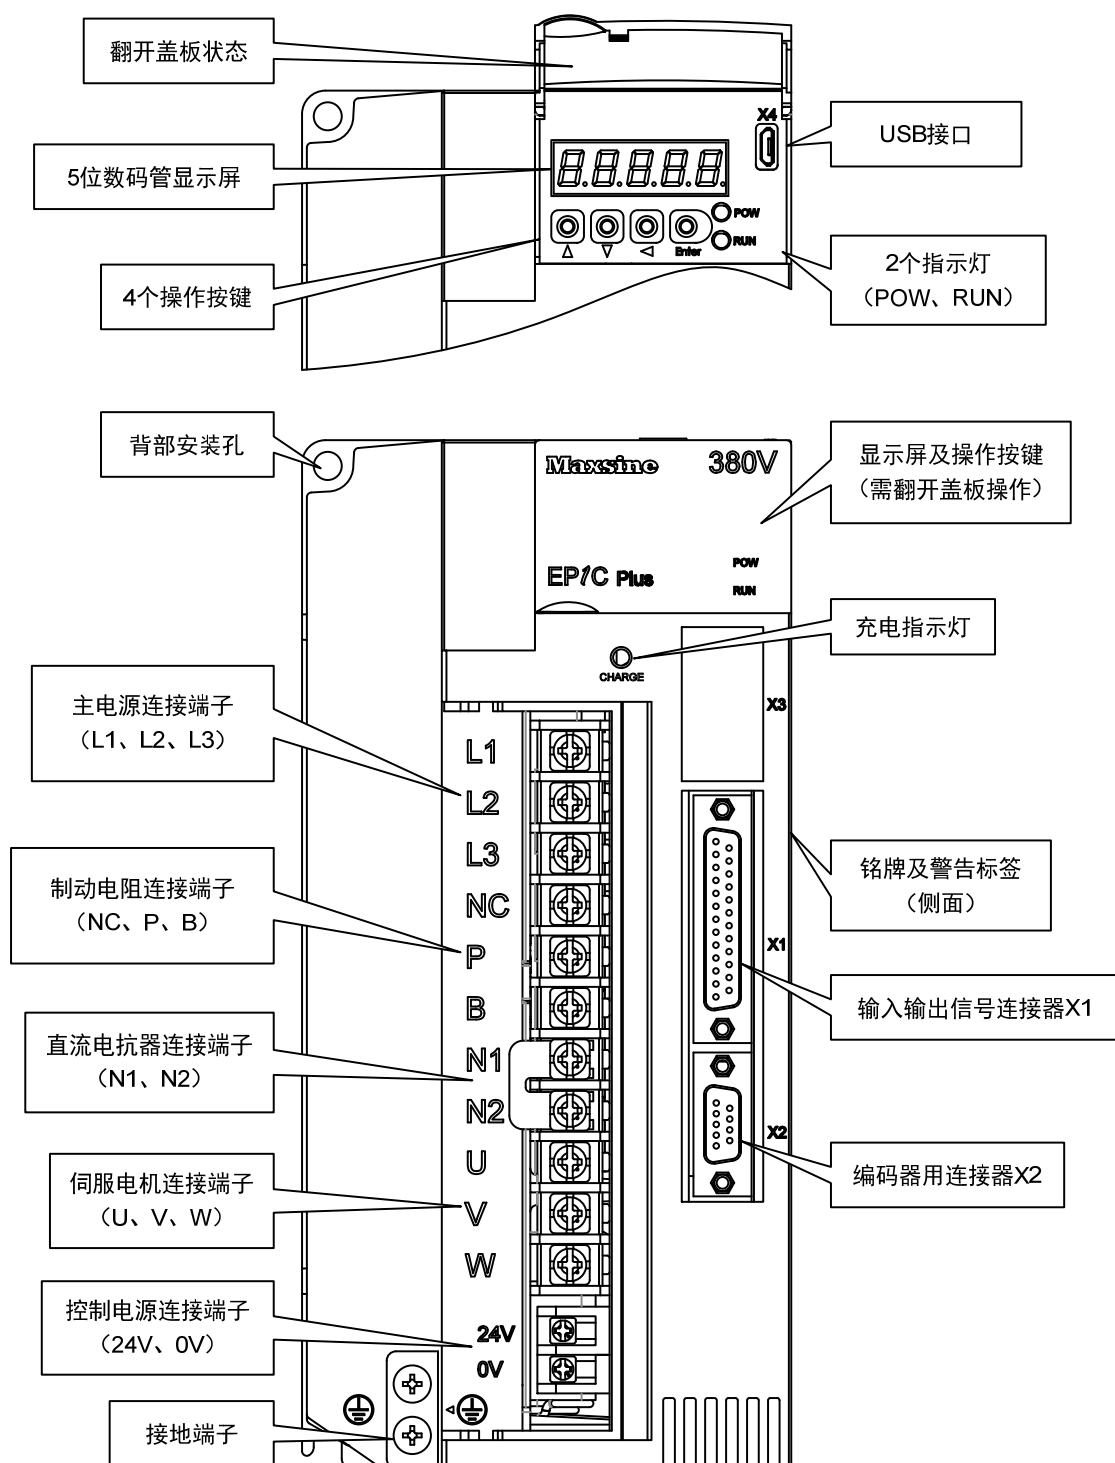 翻开盖板状态
X4
USB接口
5位数码管显示屏
8.8.8.8.8.
POW
RUN
Enter
4个操作按键
2个指示灯
（POW、RUN）
背部安装孔
Maxsine 380V
显示屏及操作按键
（需翻开盖板操作）
POW
EP1C Plus
RUN
充电指示灯
CHARGE
主电源连接端子
（L1、L2、L3）
X3
L1
L2
L3
铭牌及警告标签
（侧面）
制动电阻连接端子
（NC、P、B）
NC
P
B
X1
输入输出信号连接器X1
直流电抗器连接端子
（N1、N2）
N1
N2
X2
编码器用连接器X2
伺服电机连接端子
（U、V、W）
U
V
W
控制电源连接端子
（24V、0V）
24V
0V
接地端子